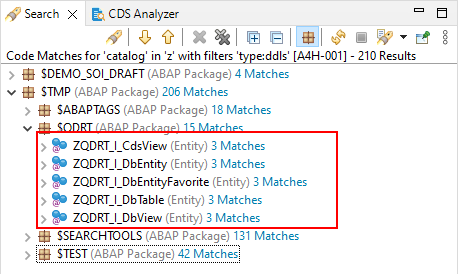 Search CDS Analyzer
Code Matches for 'catalog' in 'z' with filters 'type:ddls' [A4H-001] - 210 Results
$DEMO_SOI_DRAFT (ABAP Package) 4 Matches
$TMP (ABAP Package) 206 Matches
$ABAPTAGS (ABAP Package) 18 Matches
$QDRT (ABAP Package) 15 Matches
ZQDRT_I_CdsView (Entity) 3 Matches
ZQDRT_I_DbEntity (Entity) 3 Matches
ZQDRT_I_DbEntityFavorite (Entity) 3 Matches
ZQDRT_I_DbTable (Entity) 3 Matches
ZQDRT_I_DbView (Entity) 3 Matches
$SEARCHTOOLS (ABAP Package) 131 Matches
$TEST (ABAP Package) 42 Matches